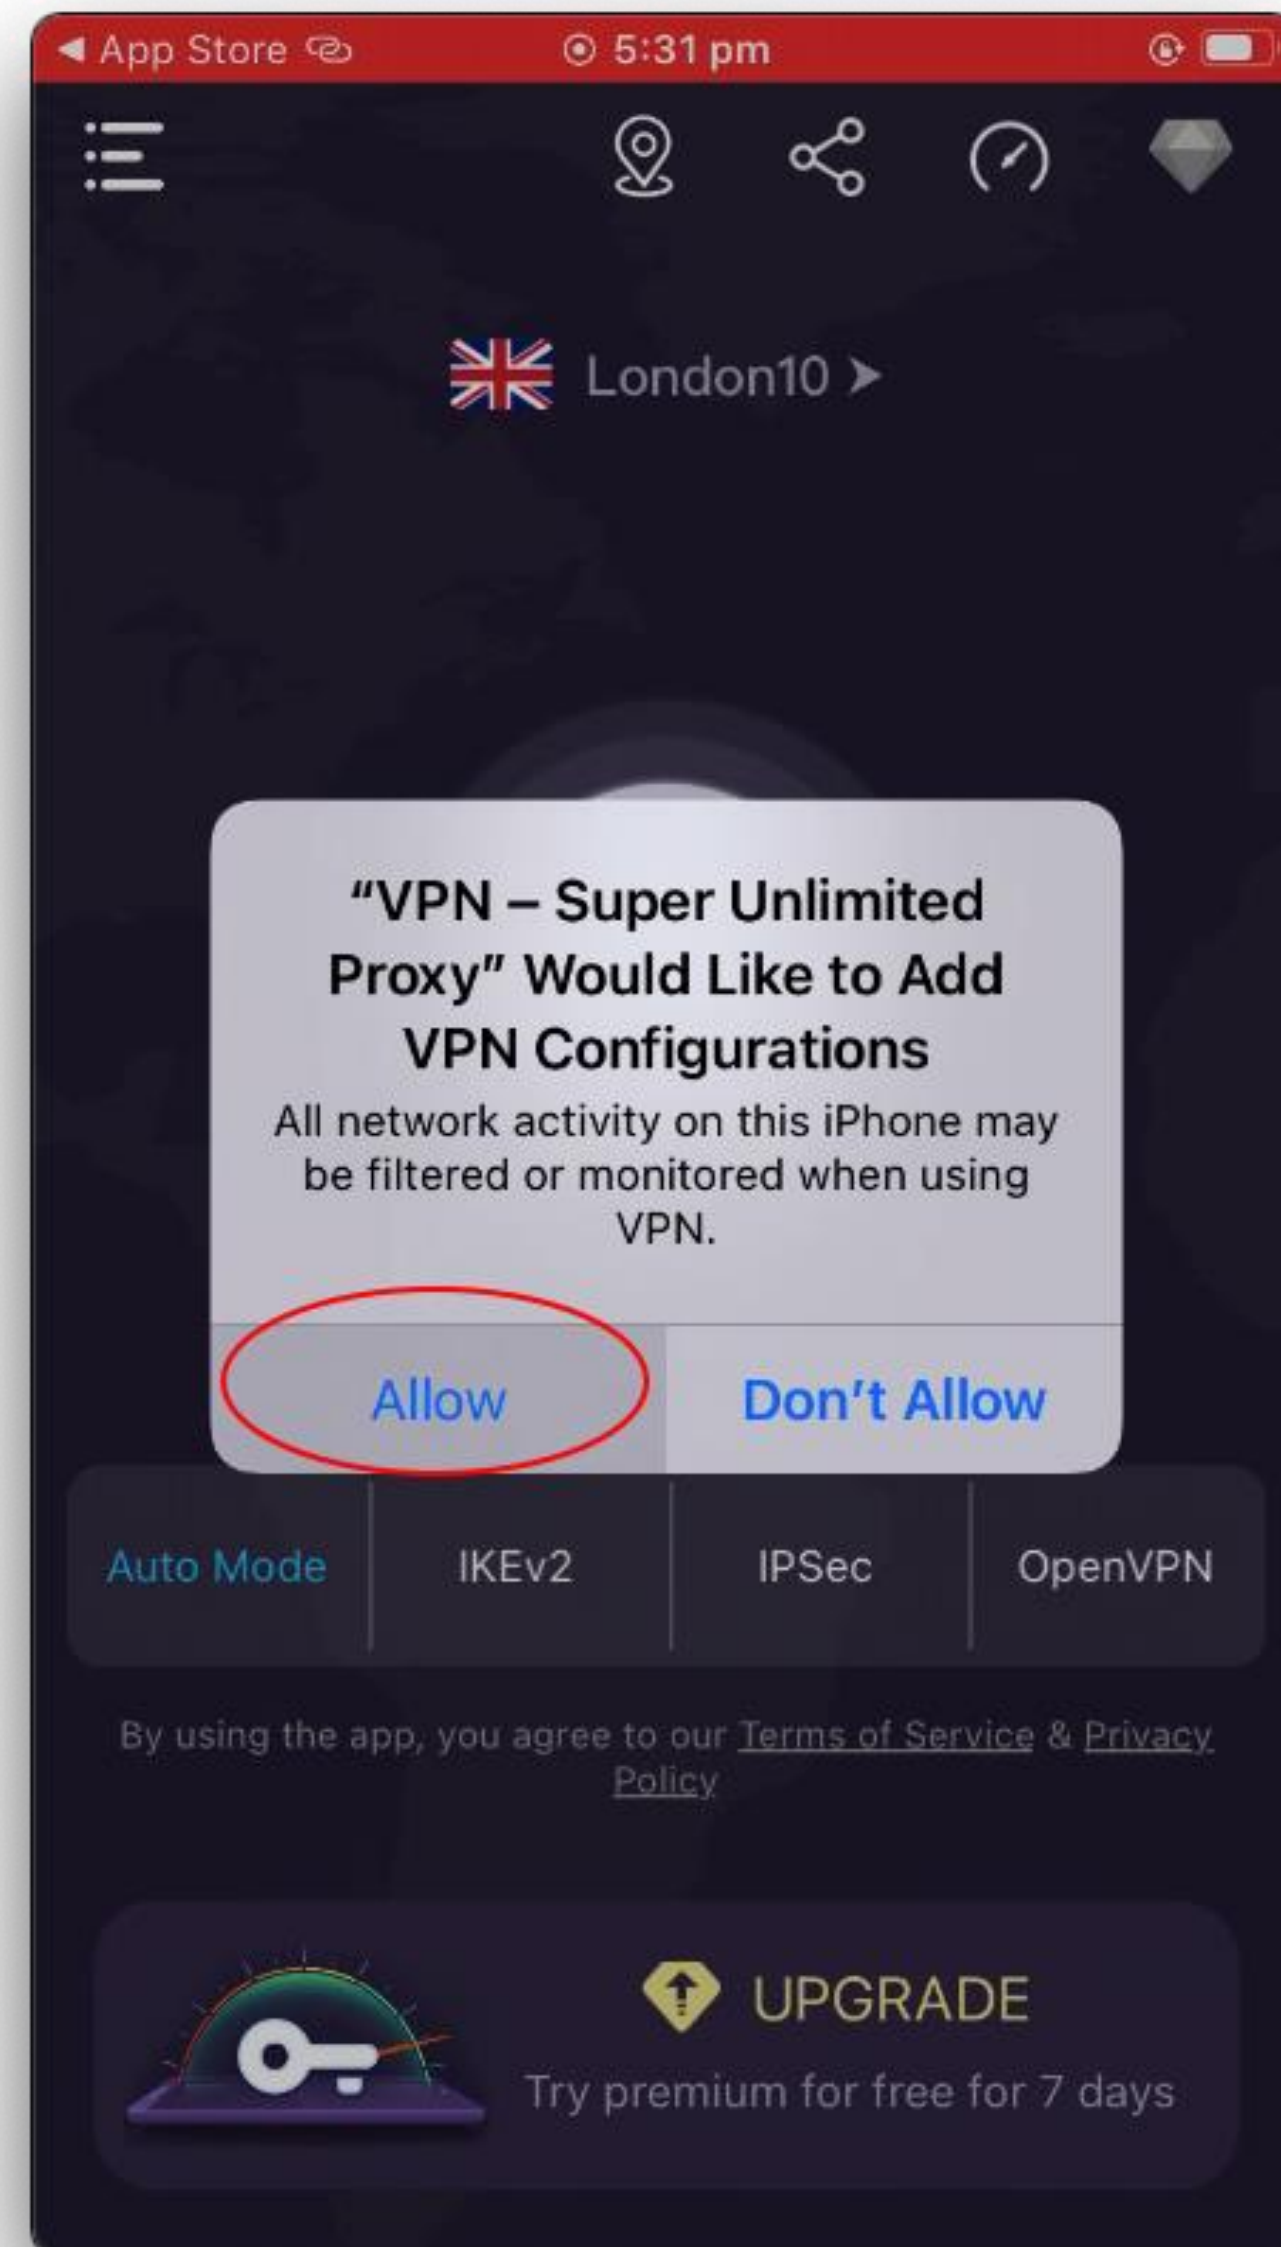 ◀ App Store 5:31 pm
London10 ➤
“VPN – Super Unlimited
Proxy” Would Like to Add
VPN Configurations
All network activity on this iPhone may
be filtered or monitored when using
VPN.
Allow Don’t Allow
Auto Mode IKEv2 IPSec OpenVPN
By using the app, you agree to our Terms of Service & Privacy
Policy
UPGRADE
Try premium for free for 7 days